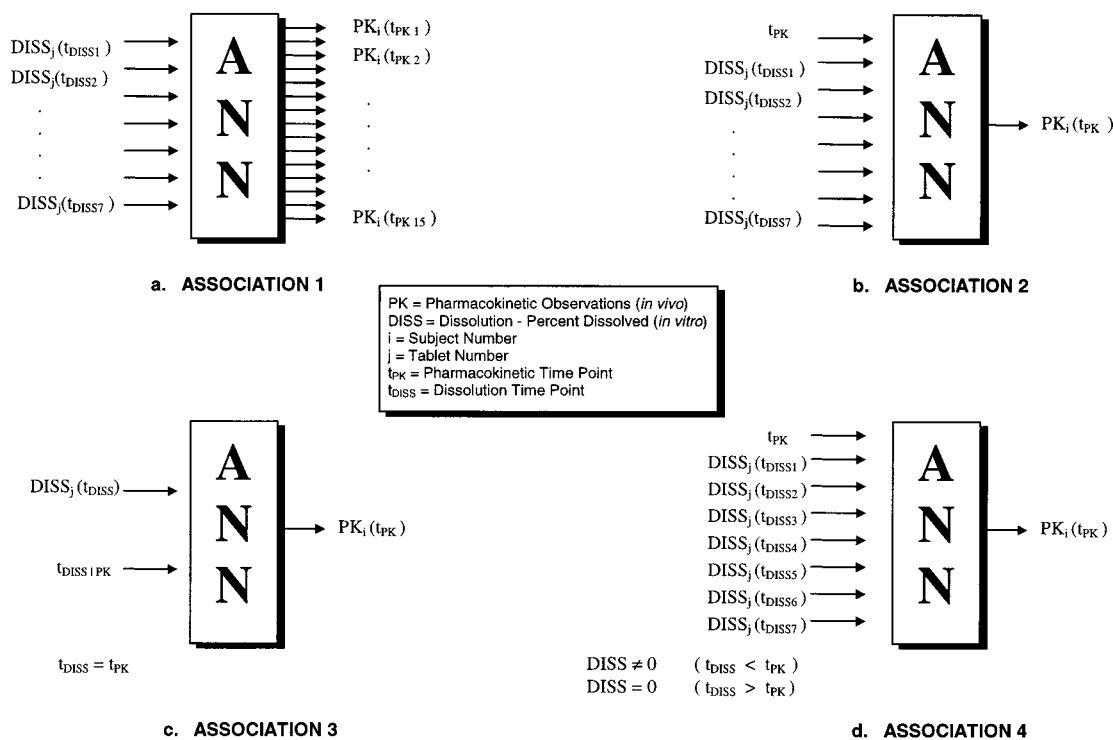 DISSj(tDISS1)
DISSj(tDISS2)
DISSj(tDISS7)
A
N
N
PKi(tPK 1)
PKi(tPK 2)
PKi(tPK 15)
a. ASSOCIATION 1
tPK
DISSj(tDISS1)
DISSj(tDISS2)
DISSj(tDISS7)
A
N
N
PKi(tPK)
b. ASSOCIATION 2
PK = Pharmacokinetic Observations (in vivo)
DISS = Dissolution - Percent Dissolved (in vitro)
i = Subject Number
j = Tablet Number
tPK = Pharmacokinetic Time Point
tDISS = Dissolution Time Point
DISSj(tDISS)
tDISS | PK
A
N
N
PKi(tPK)
tDISS = tPK
c. ASSOCIATION 3
tPK
DISSj(tDISS1)
DISSj(tDISS2)
DISSj(tDISS3)
DISSj(tDISS4)
DISSj(tDISS5)
DISSj(tDISS6)
DISSj(tDISS7)
A
N
N
PKi(tPK)
DISS ≠ 0 ( tDISS < tPK )
DISS = 0 ( tDISS > tPK )
d. ASSOCIATION 4